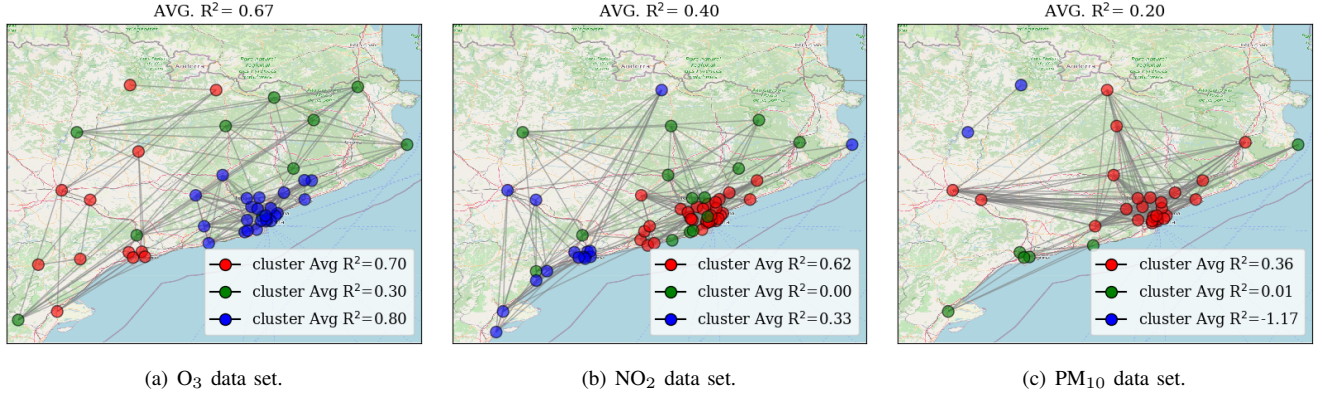 AVG. R²= 0.67
AVG. R²= 0.40
AVG. R²= 0.20
Andorra
Andorra
Andorra
cluster Avg R²=0.70
cluster Avg R²=0.30
cluster Avg R²=0.80
cluster Avg R²=0.62
cluster Avg R²=0.00
cluster Avg R²=0.33
cluster Avg R²=0.36
cluster Avg R²=0.01
cluster Avg R²=-1.17
(a) O₃ data set.
(b) NO₂ data set.
(c) PM₁₀ data set.